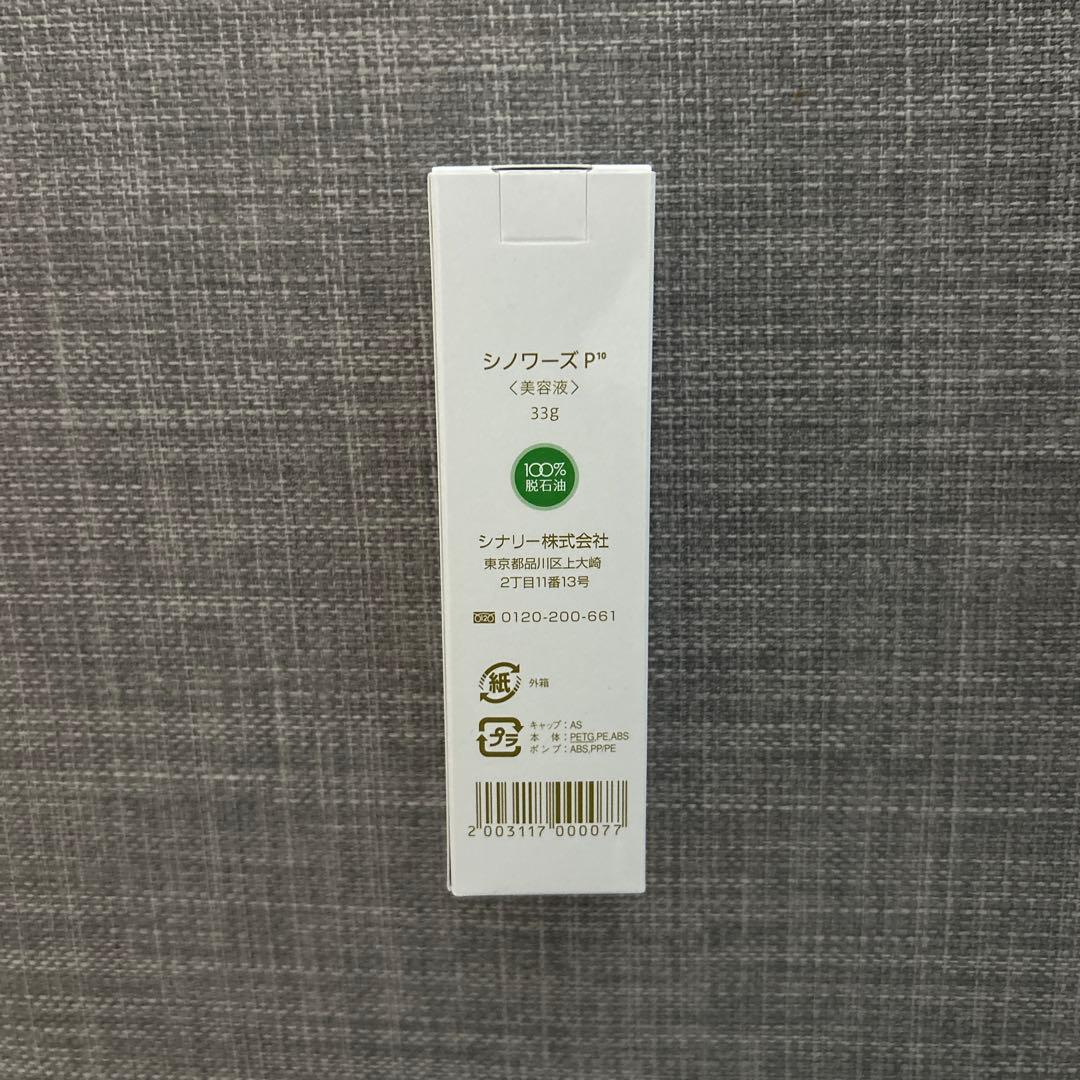 シノワーズ P¹⁰
〈美容液〉
33g
100%
脱石油
シナリー株式会社
東京都品川区上大崎
2丁目11番13号
0120 0120-200-661
紙 外箱
プラ
キャップ：AS
本　体：PETG,PE,ABS
ポンプ：ABS,PP/PE
2 003117 000077